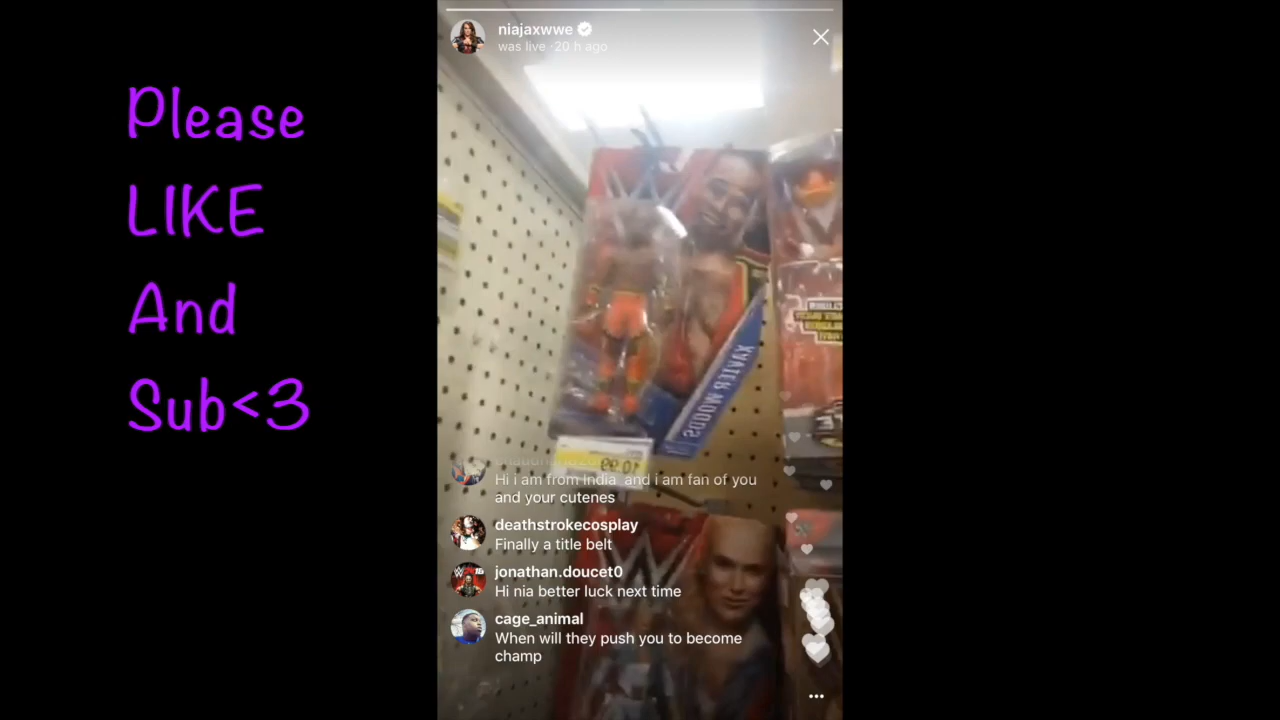 niajaxwwe
was live · 20 h ago
Please
LIKE
And
Sub<3
XAVIER WOODS
10.99
Hi i am from India and i am fan of you
and your cutenes
deathstrokecosplay
Finally a title belt
jonathan.doucet0
Hi nia better luck next time
cage_animal
When will they push you to become
champ